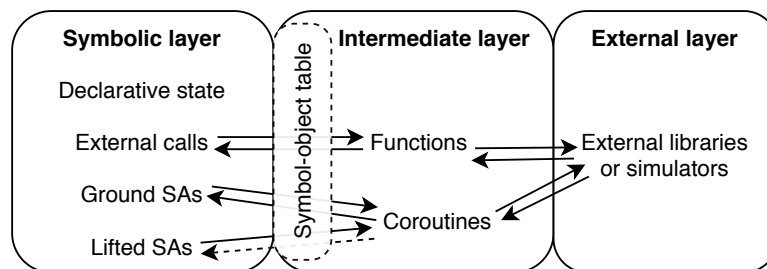 Symbolic layer
Declarative state
External calls
Ground SAs
Lifted SAs
Symbol-object table
Intermediate layer
Functions
Coroutines
External layer
External libraries
or simulators